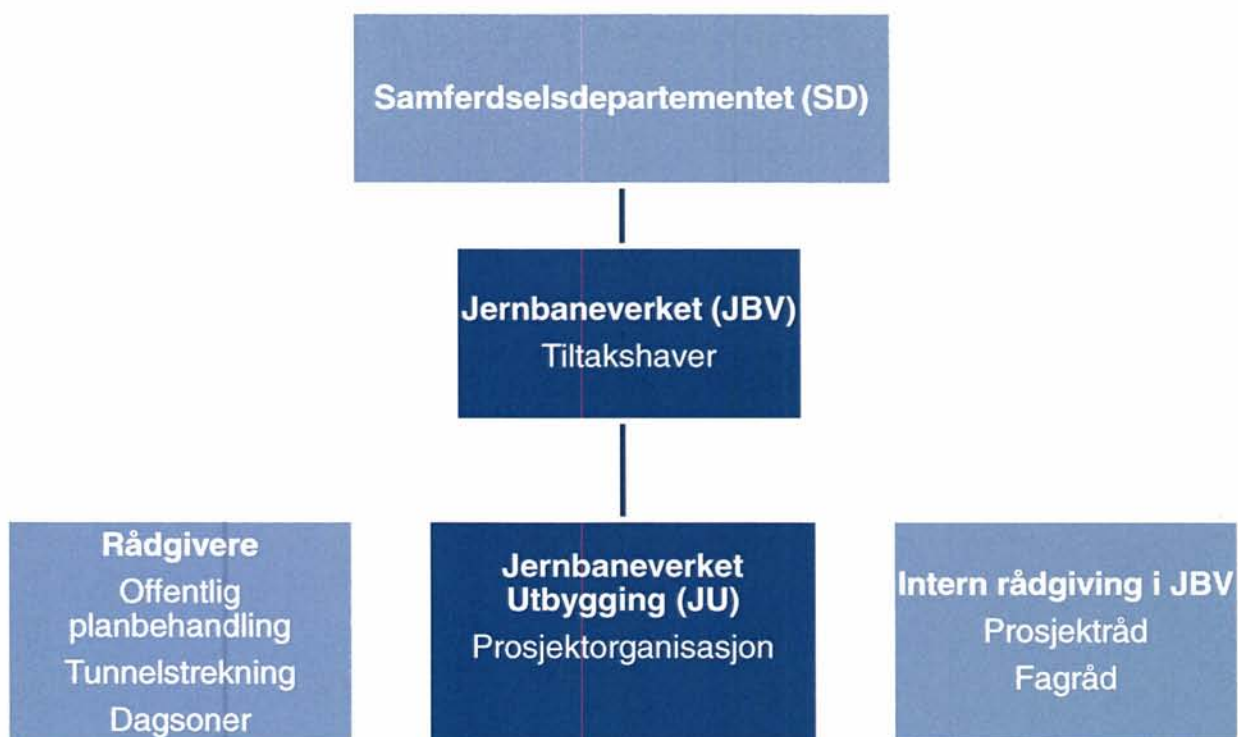 Samferdselsdepartementet (SD)
Jernbaneverket (JBV)
Tiltakshaver
Rådgivere
Offentlig
planbehandling
Tunnelstrekning
Dagsoner
Jernbaneverket
Utbygging (JU)
Prosjektorganisasjon
Intern rådgiving i JBV
Prosjektråd
Fagråd